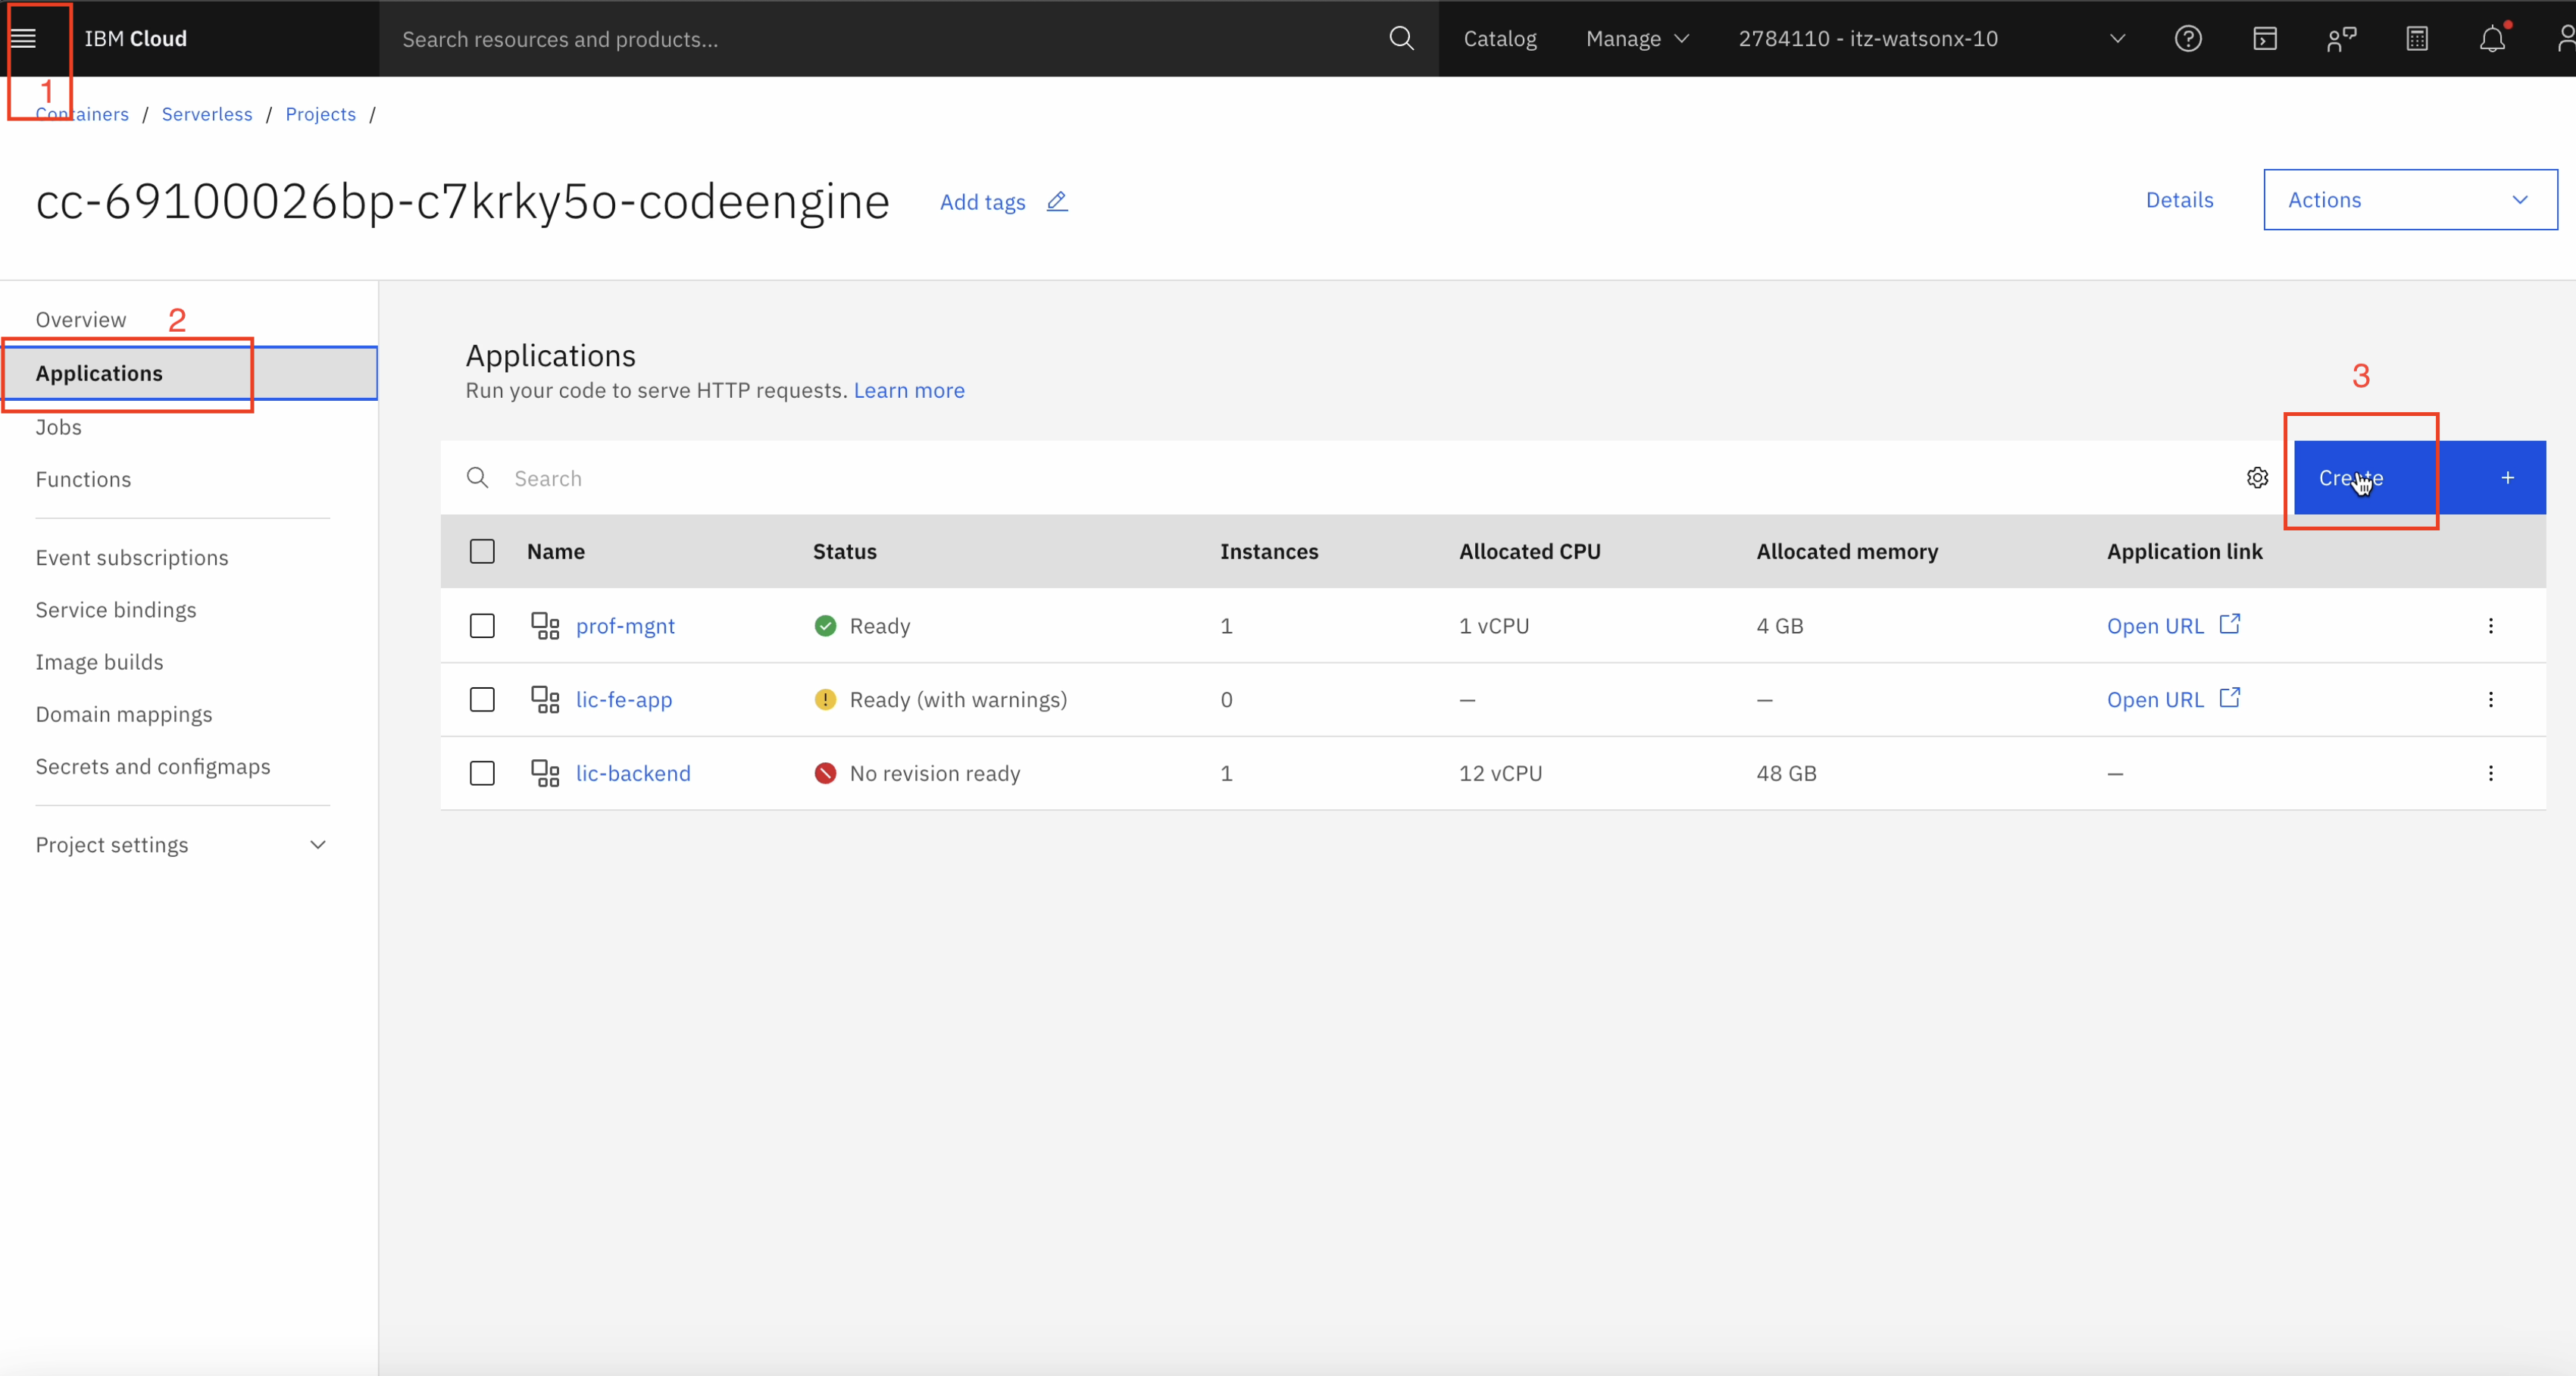 IBM Cloud
Search resources and products...
Catalog
Manage
2784110 - itz-watsonx-10
1
Containers / Serverless / Projects /
cc-69100026bp-c7krky5o-codeengine
Add tags
Details
Actions
Overview
2
Applications
Jobs
Functions
Event subscriptions
Service bindings
Image builds
Domain mappings
Secrets and configmaps
Project settings
Applications
Run your code to serve HTTP requests. Learn more
3
Search
Create +
Name Status Instances Allocated CPU Allocated memory Application link
prof-mgnt Ready 1 1 vCPU 4 GB Open URL
lic-fe-app Ready (with warnings) 0 – – Open URL
lic-backend No revision ready 1 12 vCPU 48 GB –